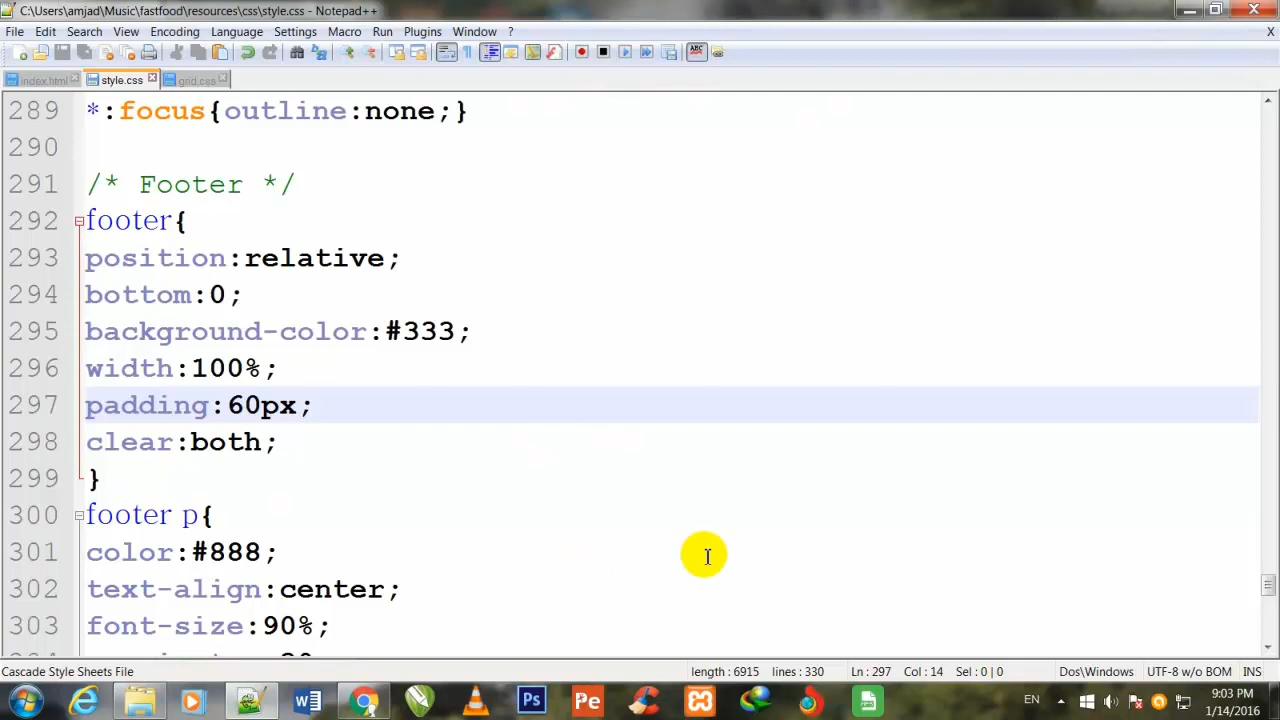 C:\Users\amjad\Music\fastfood\resources\css\style.css - Notepad++
File Edit Search View Encoding Language Settings Macro Run Plugins Window ? X
index.html style.css grid.css
289 *:focus{outline:none;}
290
291 /* Footer */
292 footer{
293 position:relative;
294 bottom:0;
295 background-color:#333;
296 width:100%;
297 padding:60px;
298 clear:both;
299 }
300 footer p{
301 color:#888;
302 text-align:center;
303 font-size:90%;
Cascade Style Sheets File length : 6915 lines : 330 Ln : 297 Col : 14 Sel : 0 | 0 Dos\Windows UTF-8 w/o BOM INS
EN 9:03 PM
1/14/2016